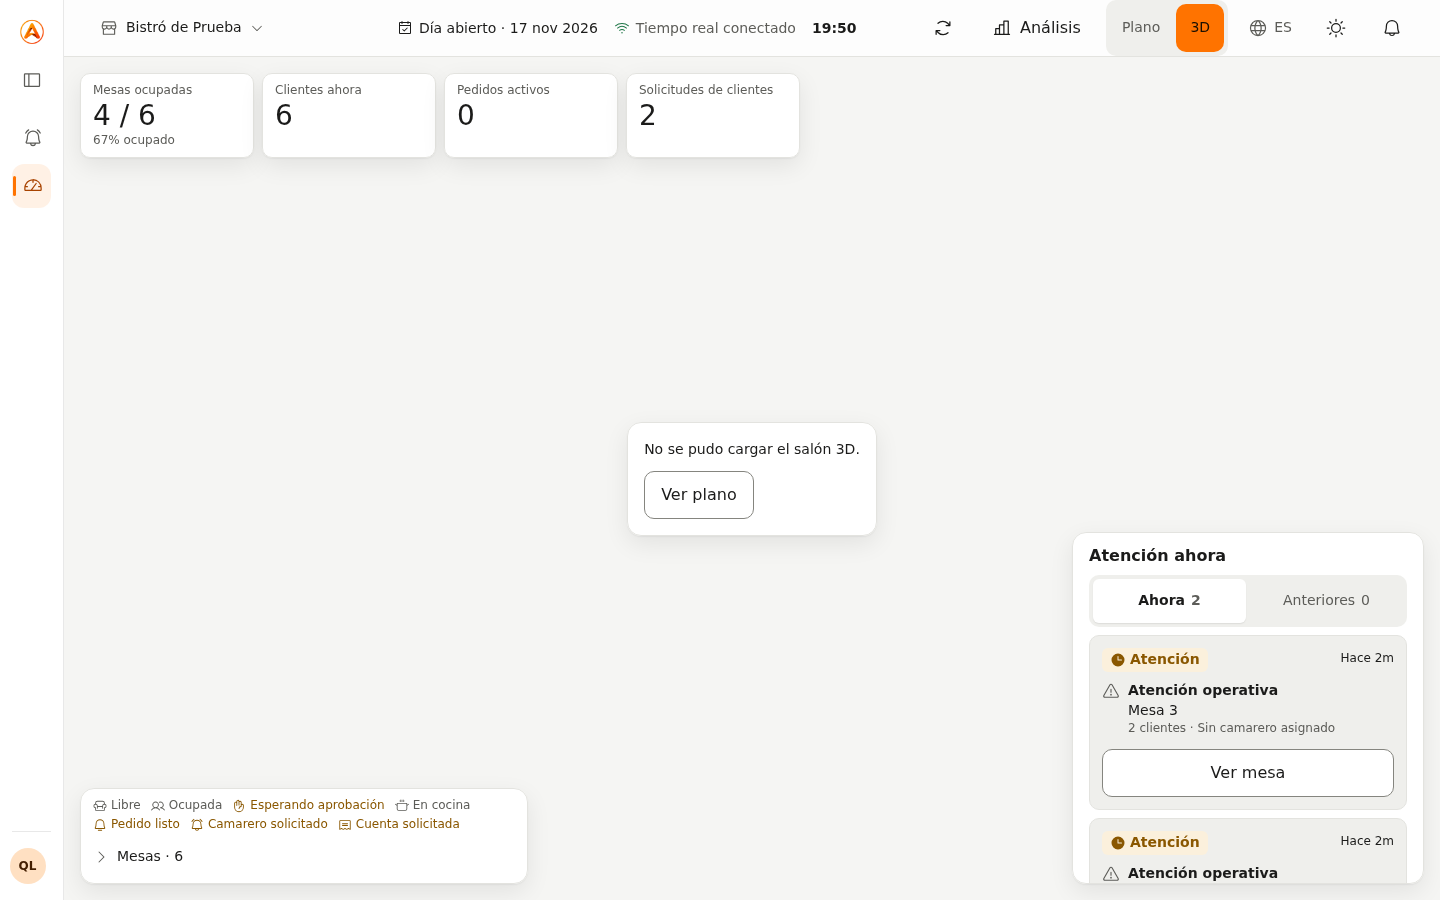 Bistró de Prueba
Día abierto · 17 nov 2026
Tiempo real conectado
19:50
Análisis
Plano
3D
ES
Mesas ocupadas
4 / 6
67% ocupado
Clientes ahora
6
Pedidos activos
0
Solicitudes de clientes
2
No se pudo cargar el salón 3D.
Ver plano
Atención ahora
Ahora 2
Anteriores 0
Atención
Hace 2m
Atención operativa
Mesa 3
2 clientes · Sin camarero asignado
Ver mesa
Atención
Hace 2m
Atención operativa
Libre
Ocupada
Esperando aprobación
En cocina
Pedido listo
Camarero solicitado
Cuenta solicitada
Mesas · 6
QL